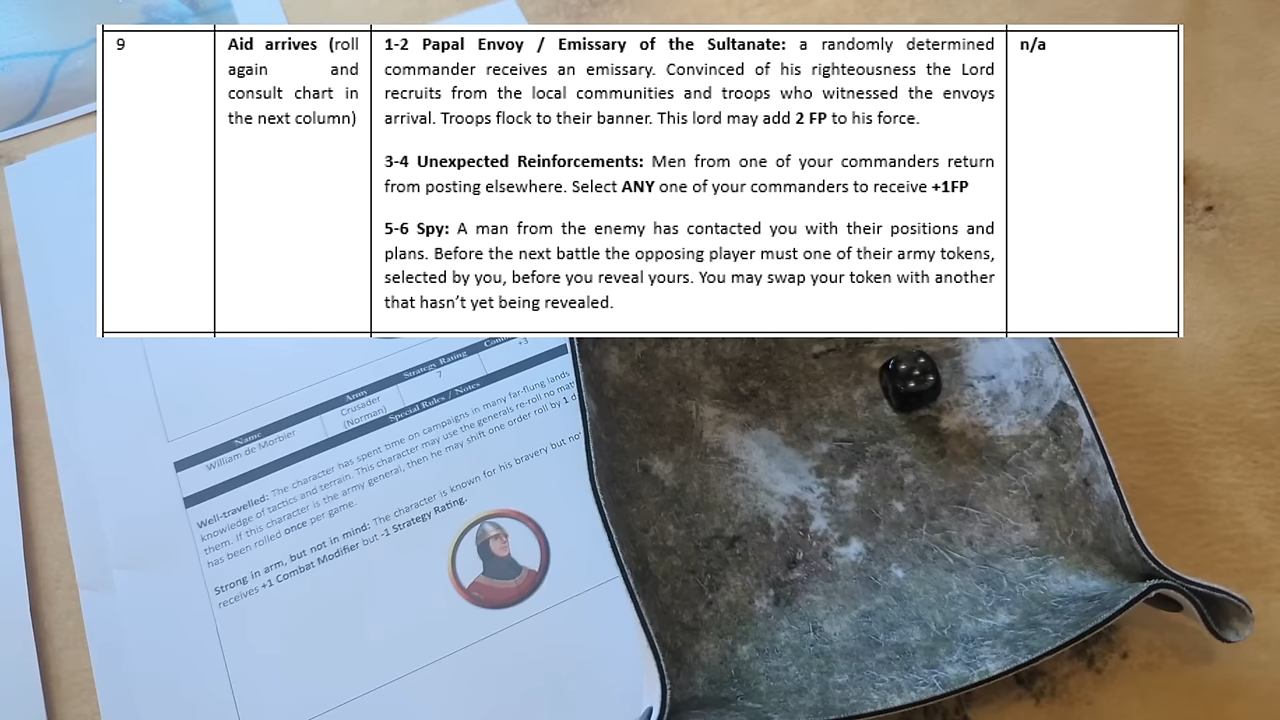 9
Aid arrives (roll
again and
consult chart in
the next column)
1-2 Papal Envoy / Emissary of the Sultanate: a randomly determined
commander receives an emissary. Convinced of his righteousness the Lord
recruits from the local communities and troops who witnessed the envoys
arrival. Troops flock to their banner. This lord may add 2 FP to his force.
3-4 Unexpected Reinforcements: Men from one of your commanders return
from posting elsewhere. Select ANY one of your commanders to receive +1FP
5-6 Spy: A man from the enemy has contacted you with their positions and
plans. Before the next battle the opposing player must one of their army tokens,
selected by you, before you reveal yours. You may swap your token with another
that hasn't yet being revealed.
n/a
Name
Army
Strategy Rating
William de Morbier
Crusader
(Norman)
7
+3
Special Rules / Notes
Well-travelled: The character has spent time on campaigns in many far-flung lands
knowledge of tactics and terrain. This character may use the generals re-roll no
them. If this character is the army general, then he may shift one order roll by 1
has been rolled once per game.
Strong in arm, but not in mind: The character is known for his bravery but
receives +1 Combat Modifier but -1 Strategy Rating.